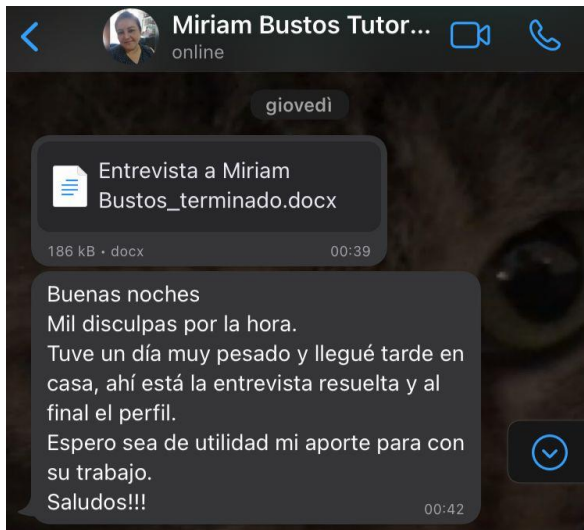 Miriam Bustos Tutor...
online
giovedì
Entrevista a Miriam
Bustos_terminado.docx
186 kB • docx
00:39
Buenas noches
Mil disculpas por la hora.
Tuve un día muy pesado y llegué tarde en
casa, ahí está la entrevista resuelta y al
final el perfil.
Espero sea de utilidad mi aporte para con
su trabajo.
Saludos!!!
00:42